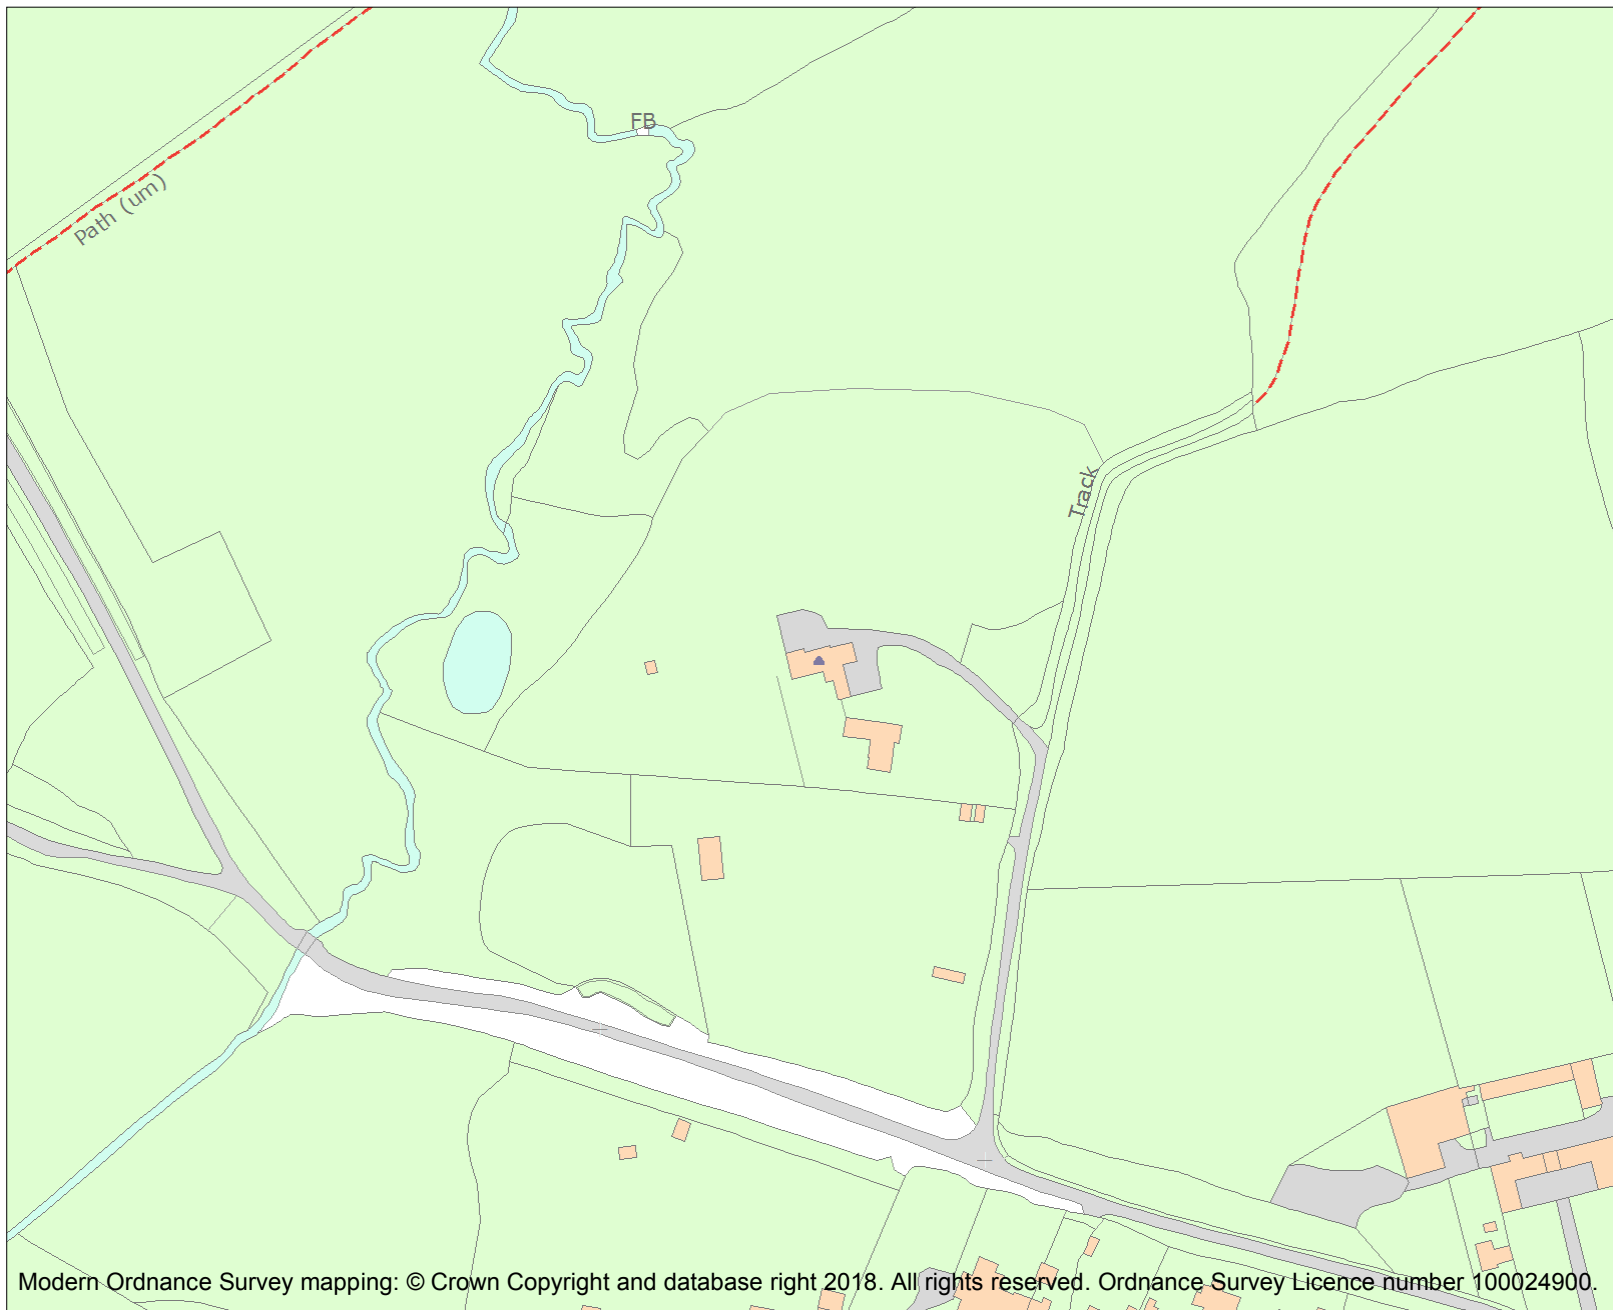 FB
Path (um)
Track
Modern Ordnance Survey mapping: © Crown Copyright and database right 2018. All rights reserved. Ordnance Survey Licence number 100024900.